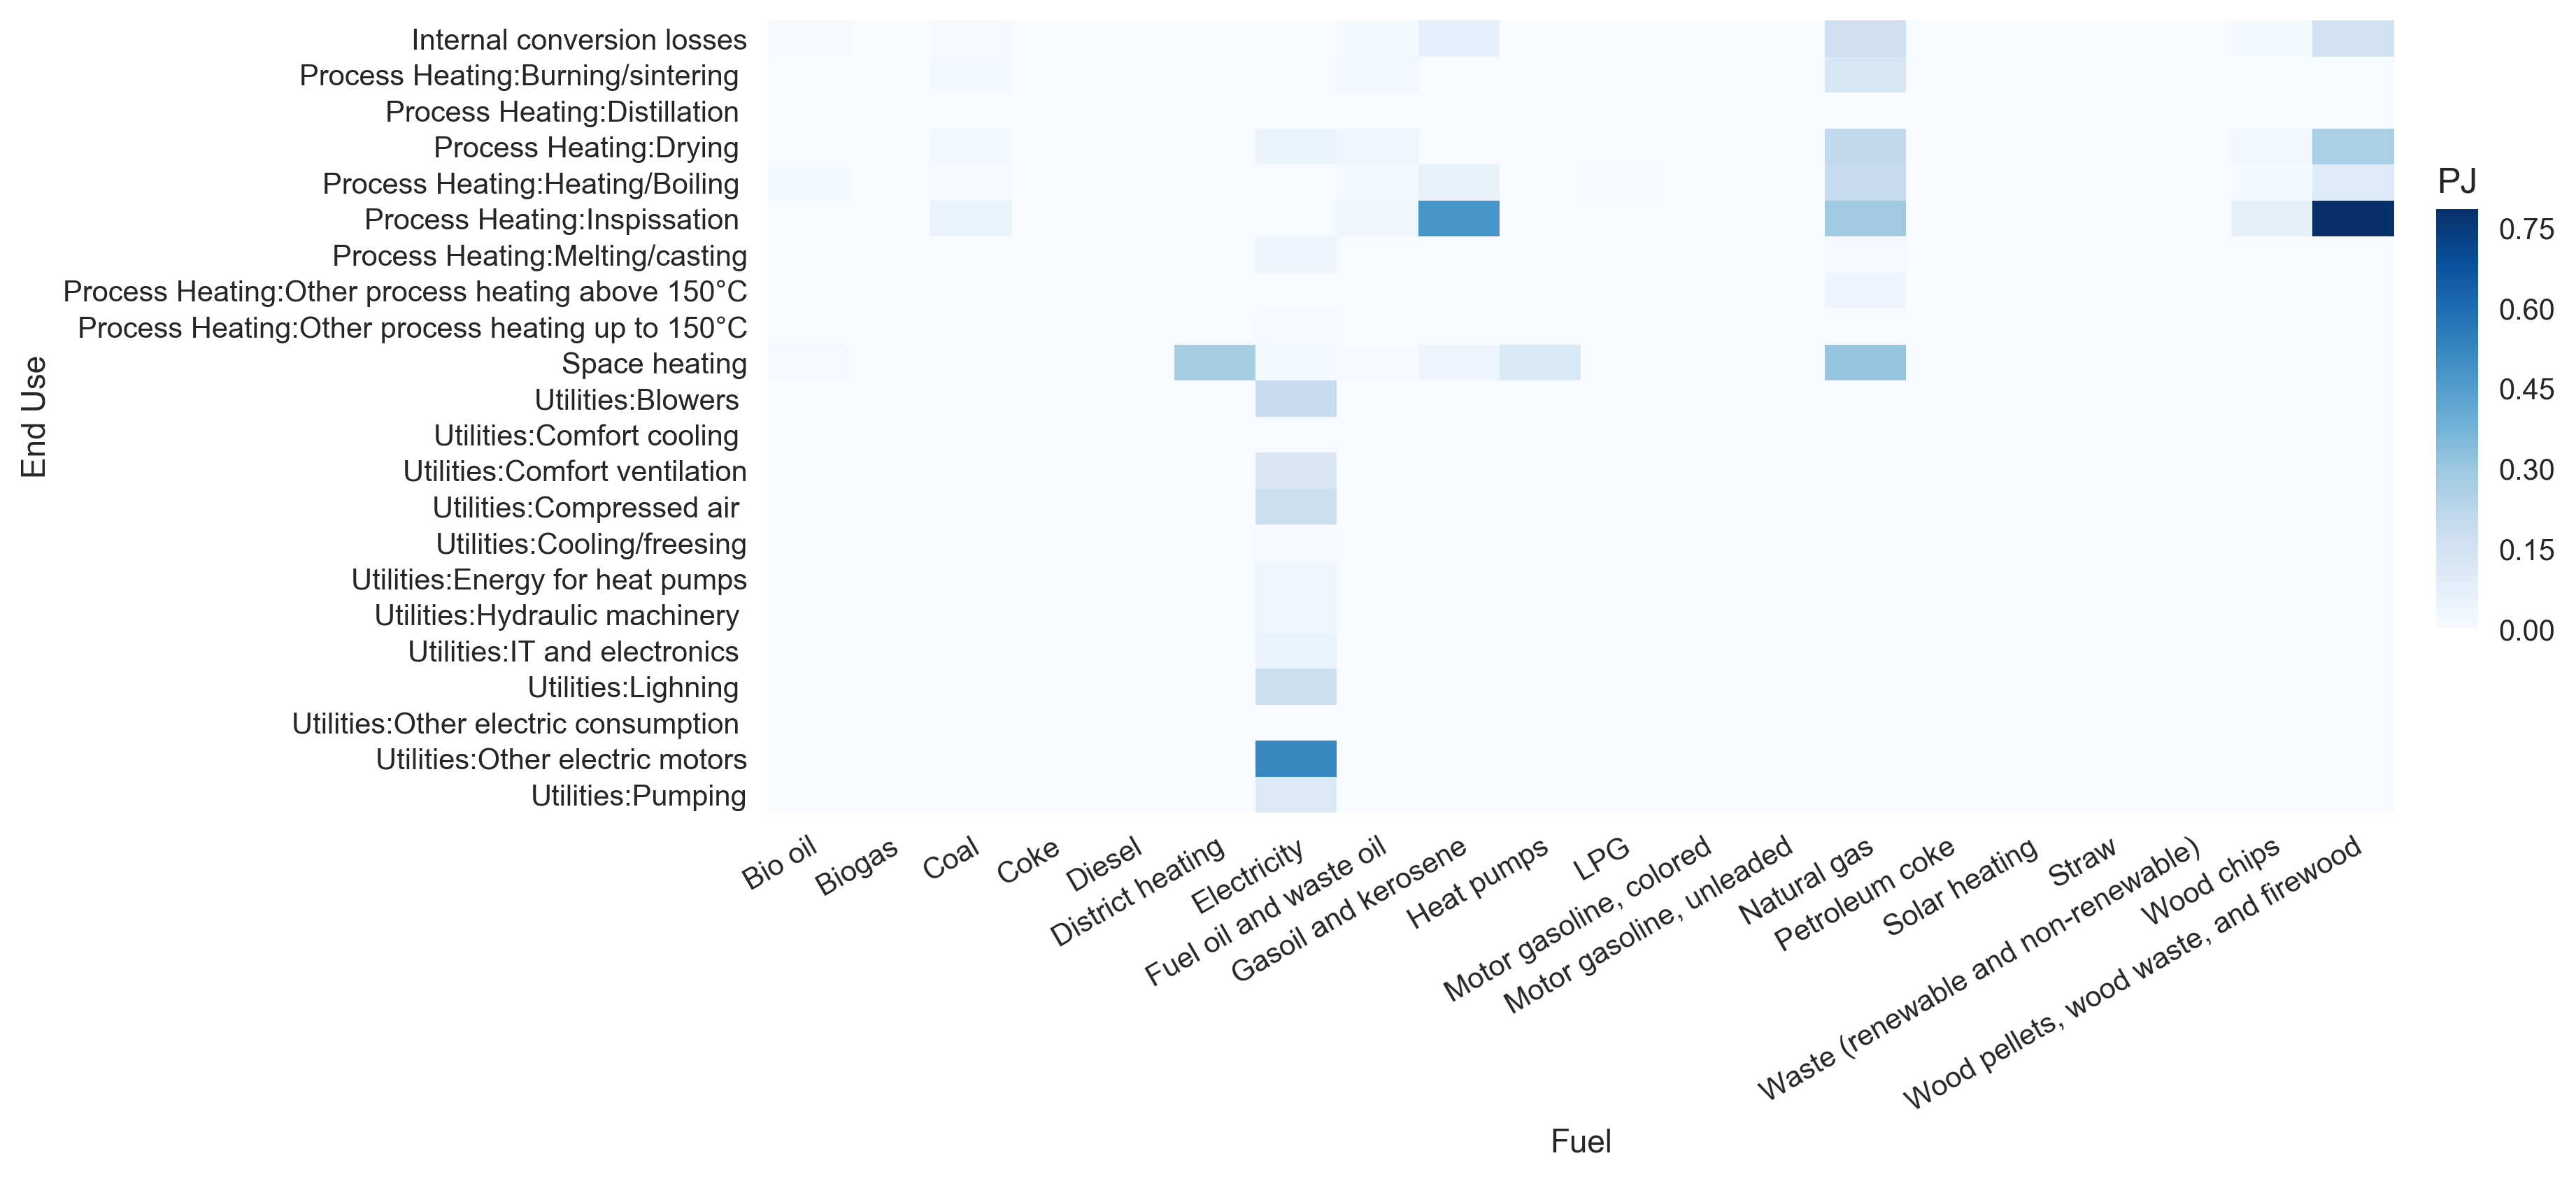 Internal conversion losses
Process Heating:Burning/sintering
Process Heating:Distillation
Process Heating:Drying
Process Heating:Heating/Boiling
Process Heating:Inspissation
Process Heating:Melting/casting
Process Heating:Other process heating above 150°C
Process Heating:Other process heating up to 150°C
Space heating
Utilities:Blowers
Utilities:Comfort cooling
Utilities:Comfort ventilation
Utilities:Compressed air
Utilities:Cooling/freesing
Utilities:Energy for heat pumps
Utilities:Hydraulic machinery
Utilities:IT and electronics
Utilities:Lighning
Utilities:Other electric consumption
Utilities:Other electric motors
Utilities:Pumping
End Use
Bio oil
Biogas
Coal
Coke
Diesel
District heating
Electricity
Fuel oil and waste oil
Gasoil and kerosene
Heat pumps
LPG
Motor gasoline, colored
Motor gasoline, unleaded
Natural gas
Petroleum coke
Solar heating
Straw
Waste (renewable and non-renewable)
Wood chips
Wood pellets, wood waste, and firewood
Fuel
PJ
0.75
0.60
0.45
0.30
0.15
0.00